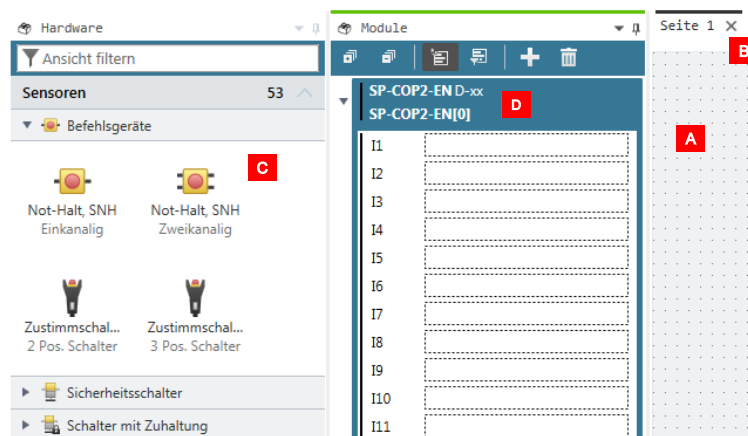 Hardware
Ansicht filtern
Sensoren 53
Befehlsgeräte
C
Not-Halt, SNH
Einkanalig
Not-Halt, SNH
Zweikanalig
Zustimmschal...
2 Pos. Schalter
Zustimmschal...
3 Pos. Schalter
Sicherheitsschalter
Schalter mit Zuhaltung
Module
SP-COP2-EN D-xx
SP-COP2-EN[0]
D
I1
I2
I3
I4
I5
I6
I7
I8
I9
I10
I11
Seite 1
B
A